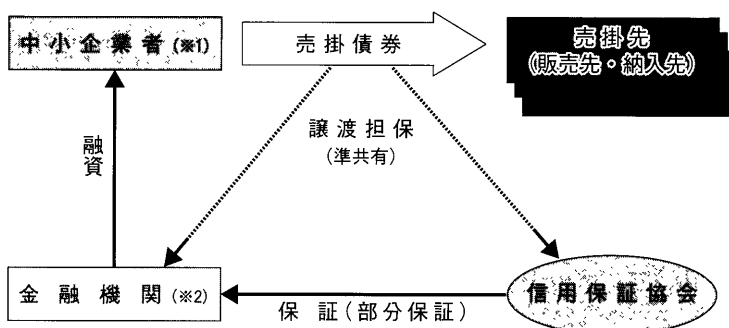 中小企業者(※1)
売掛債券
売掛先
(販売先・納入先)
融資
譲渡担保
(準共有)
金融機関(※2)
保証(部分保証)
信用保証協会